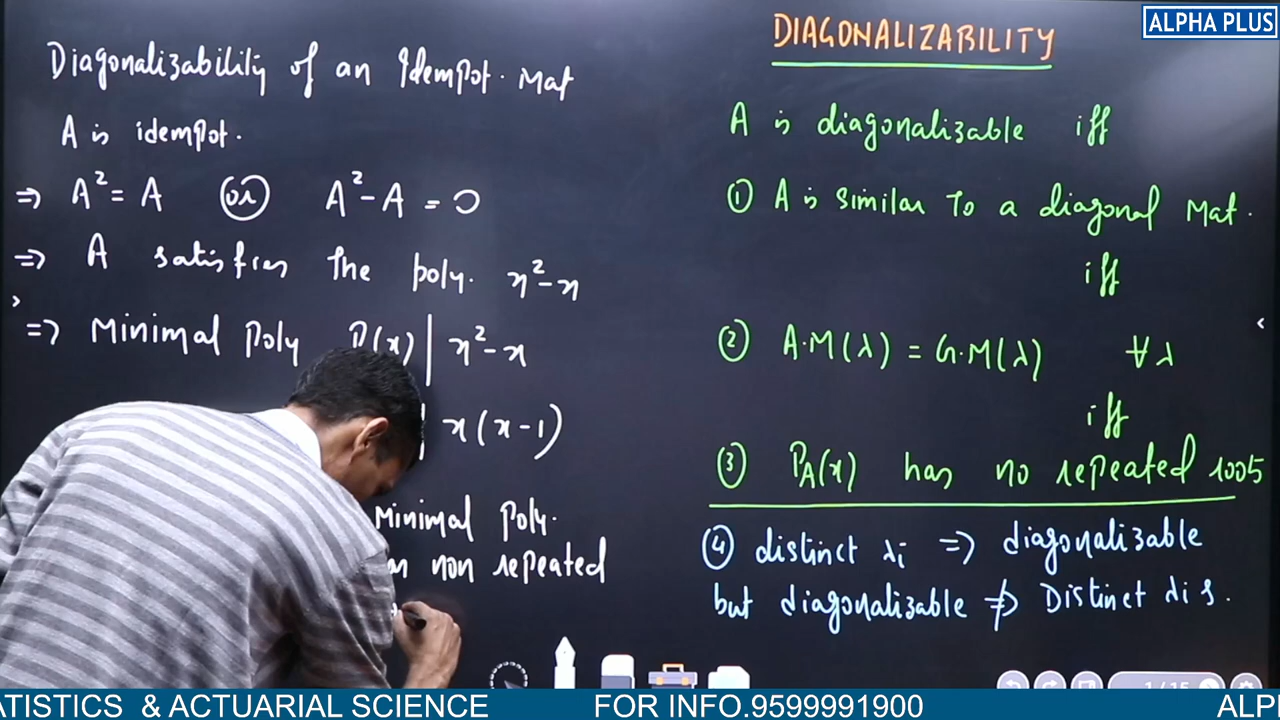 ALPHA PLUS
Diagonalizability of an Idempot. Mat
A is idempot.
⇒ A² = A (or) A² - A = 0
⇒ A satisfies the poly. x² - x
⇒ Minimal Poly P(x) | x² - x
| x(x-1)
Minimal Poly.
non repeated
DIAGONALIZABILITY
A is diagonalizable iff
① A is similar to a diagonal Mat.
iff
② A.M(λ) = G.M(λ) ∀ λ
iff
③ P_A(x) has no repeated roots
④ distinct λi ⇒ diagonalizable
but diagonalizable ⇏ Distinct λi s.
ATISTICS & ACTUARIAL SCIENCE FOR INFO.9599991900 ALP